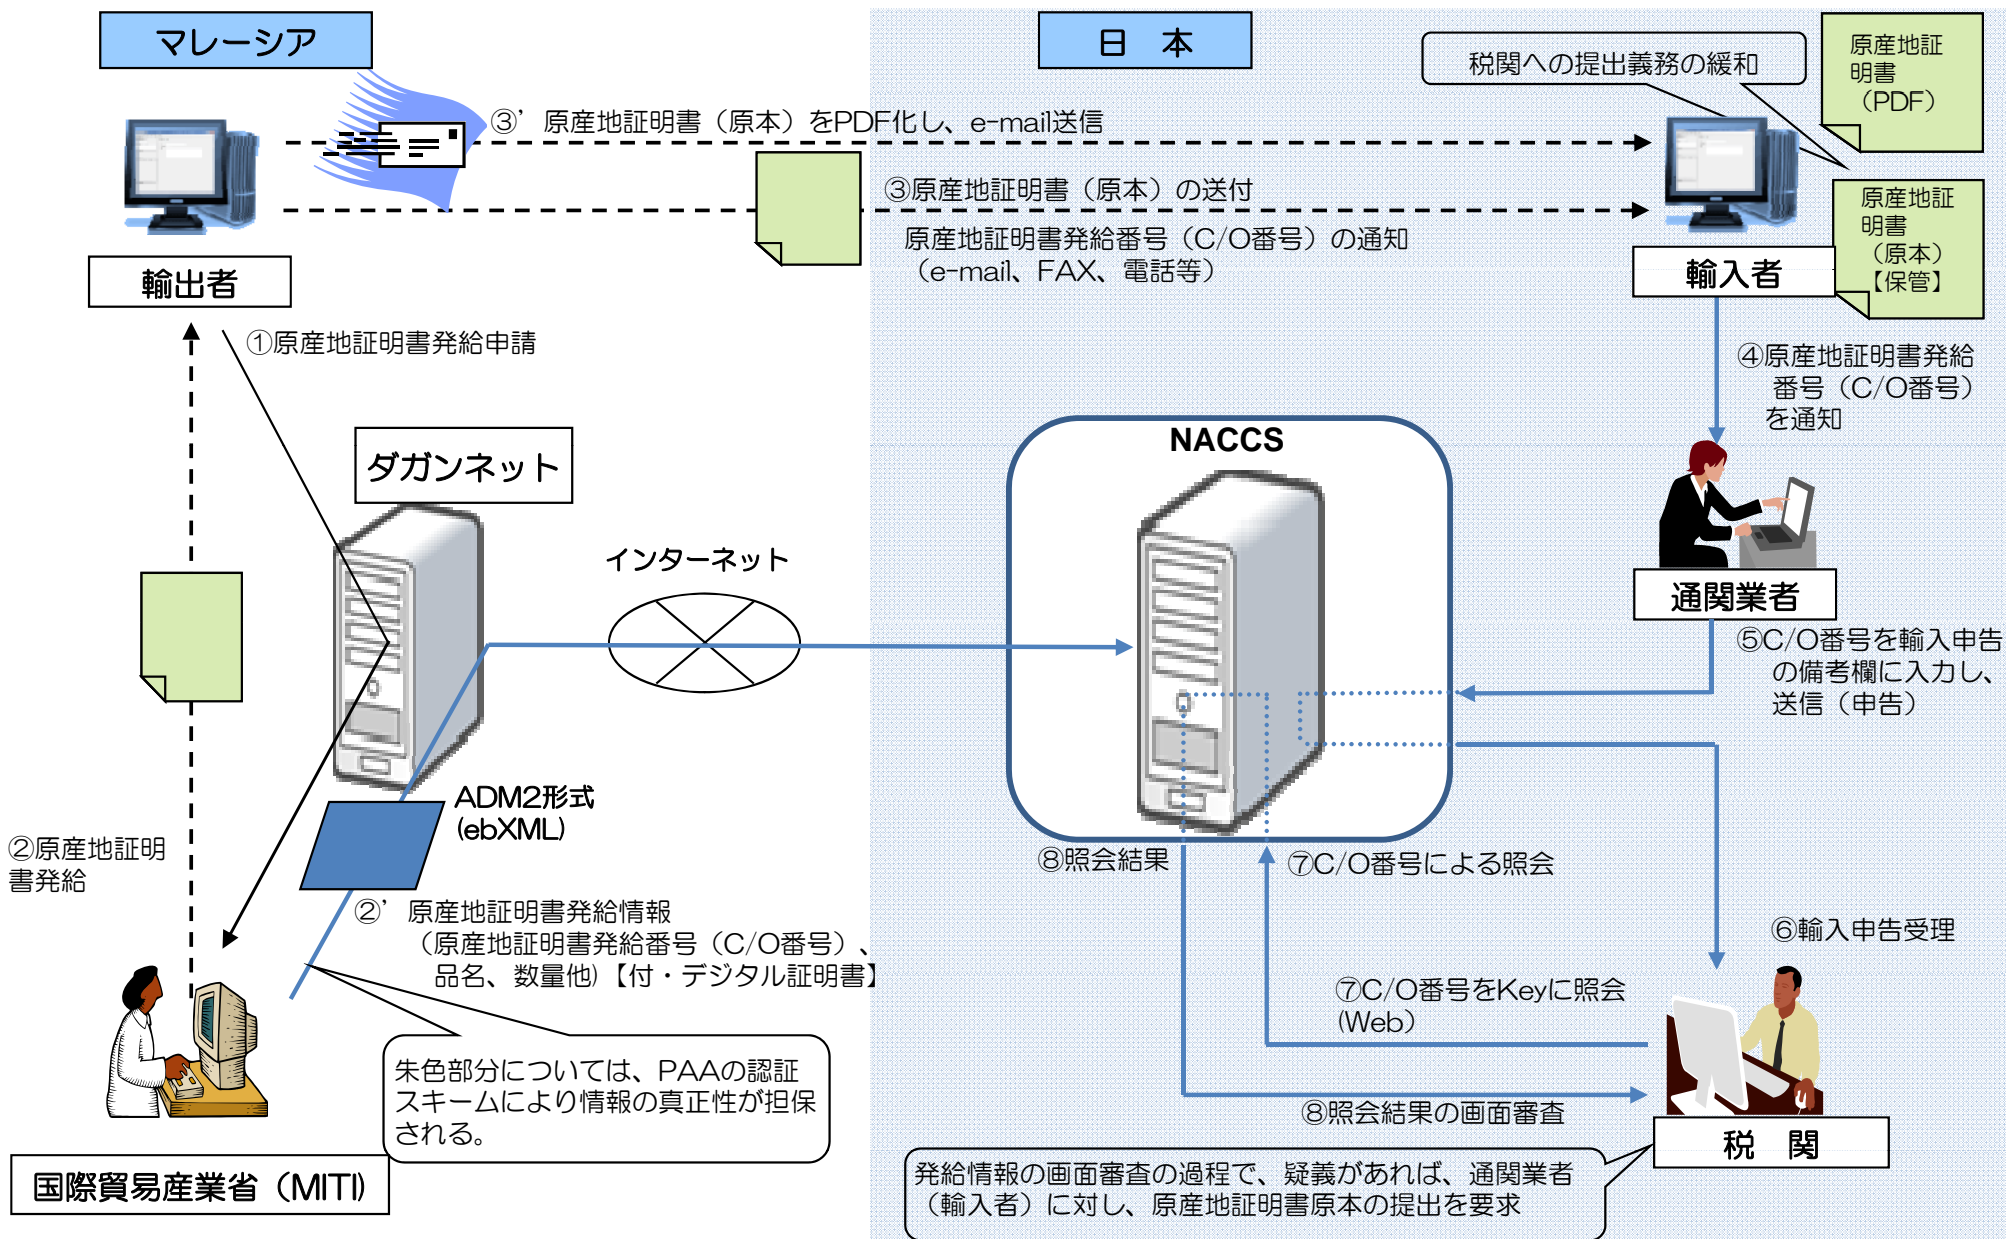 マレーシア
日　本
税関への提出義務の緩和
原産地証
明書
（PDF）
③’原産地証明書（原本）をPDF化し、e-mail送信
③原産地証明書（原本）の送付
原産地証明書発給番号（C/O番号）の通知
（e-mail、FAX、電話等）
原産地証
明書
（原本）
【保管】
輸出者
輸入者
①原産地証明書発給申請
④原産地証明書発給
番号（C/O番号）
を通知
ダガンネット
NACCS
インターネット
通関業者
⑤C/O番号を輸入申告
の備考欄に入力し、
送信（申告）
ADM2形式
(ebXML)
②原産地証明
書発給
⑧照会結果
⑦C/O番号による照会
②’原産地証明書発給情報
（原産地証明書発給番号（C/O番号）、
品名、数量他)【付・デジタル証明書】
⑥輸入申告受理
⑦C/O番号をKeyに照会
(Web）
朱色部分については、PAAの認証
スキームにより情報の真正性が担保
される。
⑧照会結果の画面審査
税　関
国際貿易産業省（MITI)
発給情報の画面審査の過程で、疑義があれば、通関業者
（輸入者）に対し、原産地証明書原本の提出を要求